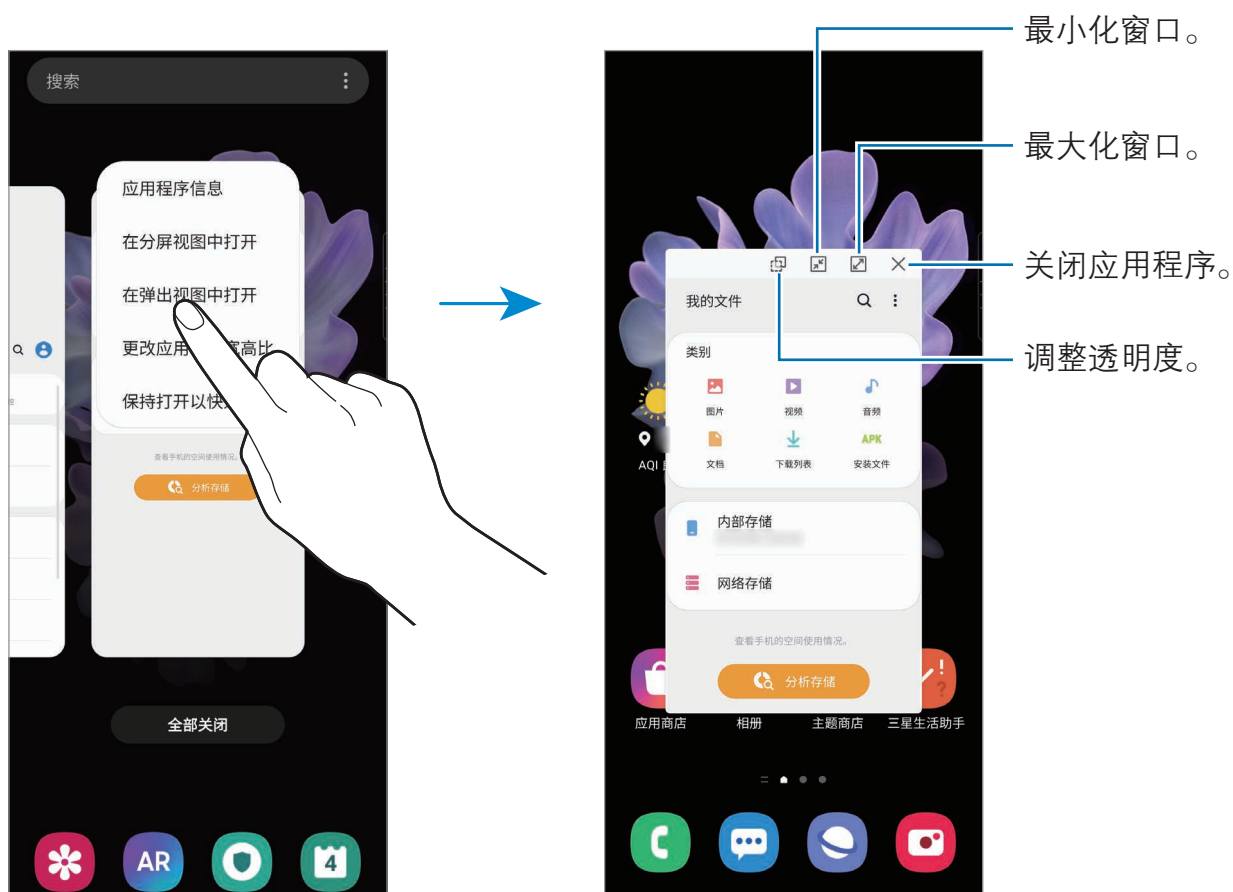 搜索
应用程序信息
在分屏视图中打开
在弹出视图中打开
更改应用
高比
保持打开以快
查看手机的空间使用情况。
分析存储
全部关闭
AR
4
最小化窗口。
最大化窗口。
关闭应用程序。
调整透明度。
我的文件
类别
图片
视频
音频
APK
文档
下载列表
安装文件
AQI
内部存储
网络存储
查看手机的空间使用情况。
分析存储
应用商店
相册
主题商店
三星生活助手